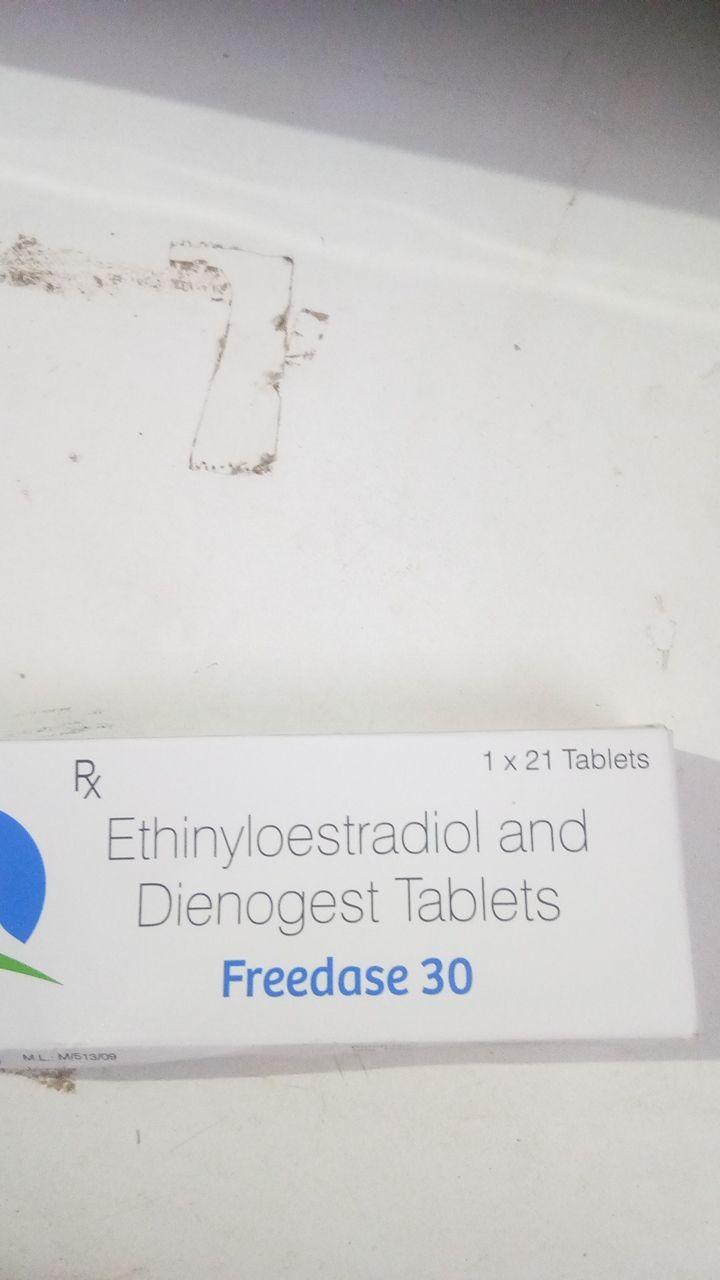 Rx
1 x 21 Tablets
Ethinyloestradiol and
Dienogest Tablets
Freedase 30
M.L.: M/513/09